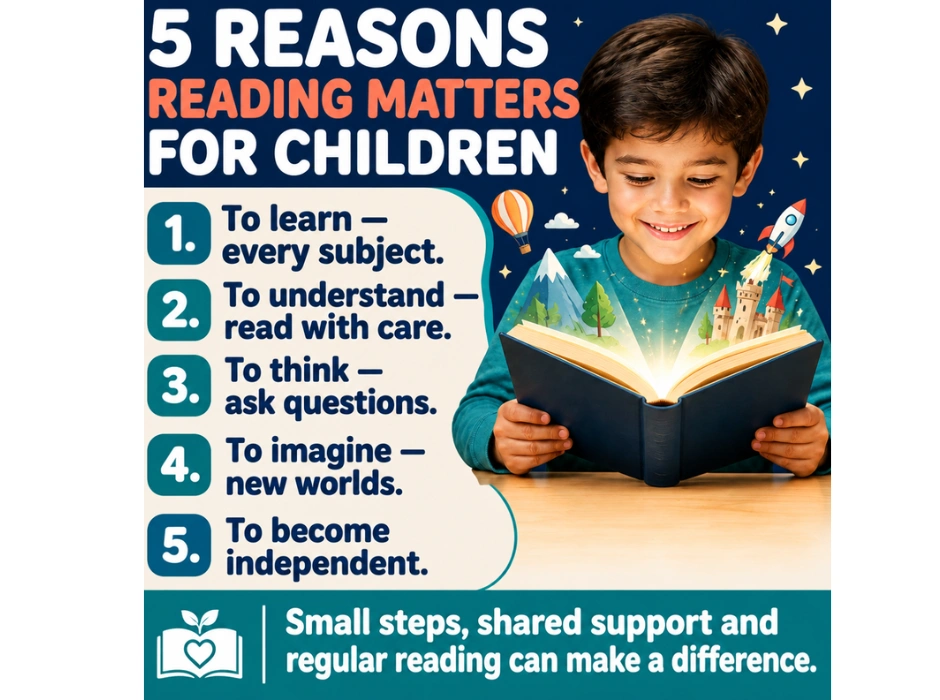 5 REASONS
READING MATTERS
FOR CHILDREN
1. To learn —
every subject.
2. To understand —
read with care.
3. To think —
ask questions.
4. To imagine —
new worlds.
5. To become
independent.
Small steps, shared support and
regular reading can make a difference.